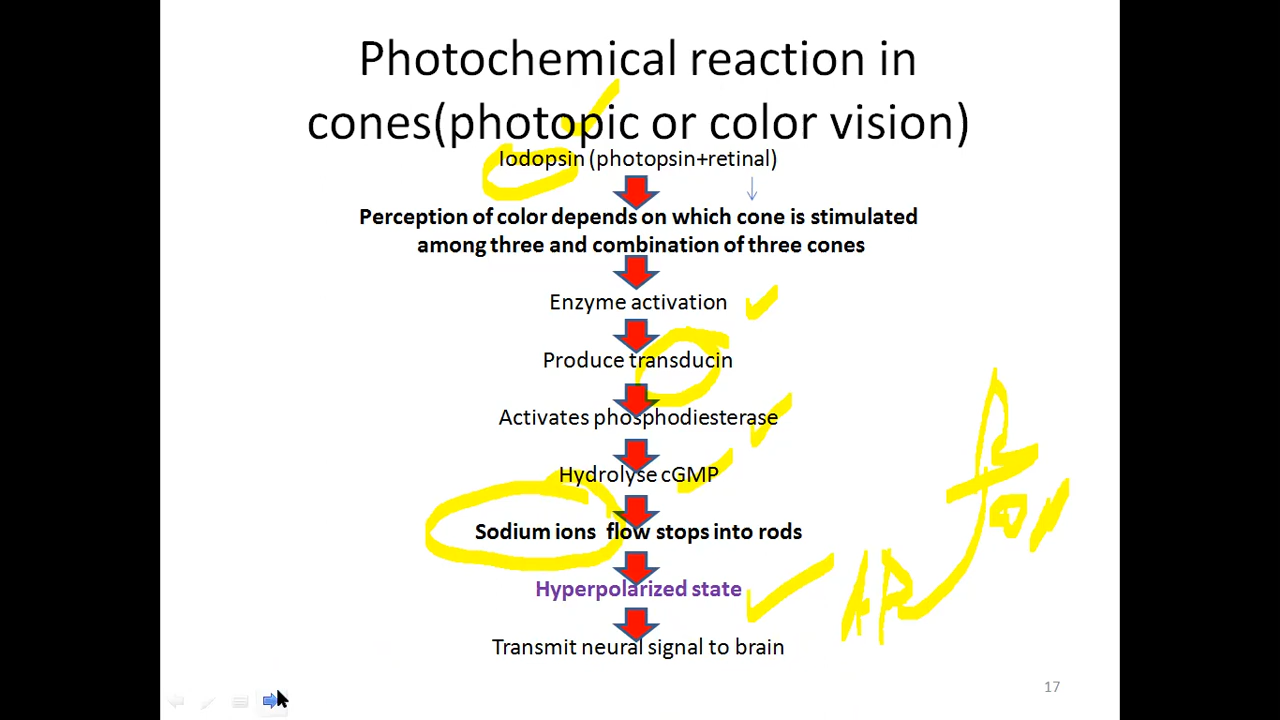 Photochemical reaction in
cones(photopic or color vision)
Iodopsin (photopsin+retinal)
Perception of color depends on which cone is stimulated
among three and combination of three cones
Enzyme activation
Produce transducin
Activates phosphodiesterase
Hydrolyse cGMP
Sodium ions flow stops into rods
Hyperpolarized state
Transmit neural signal to brain
17